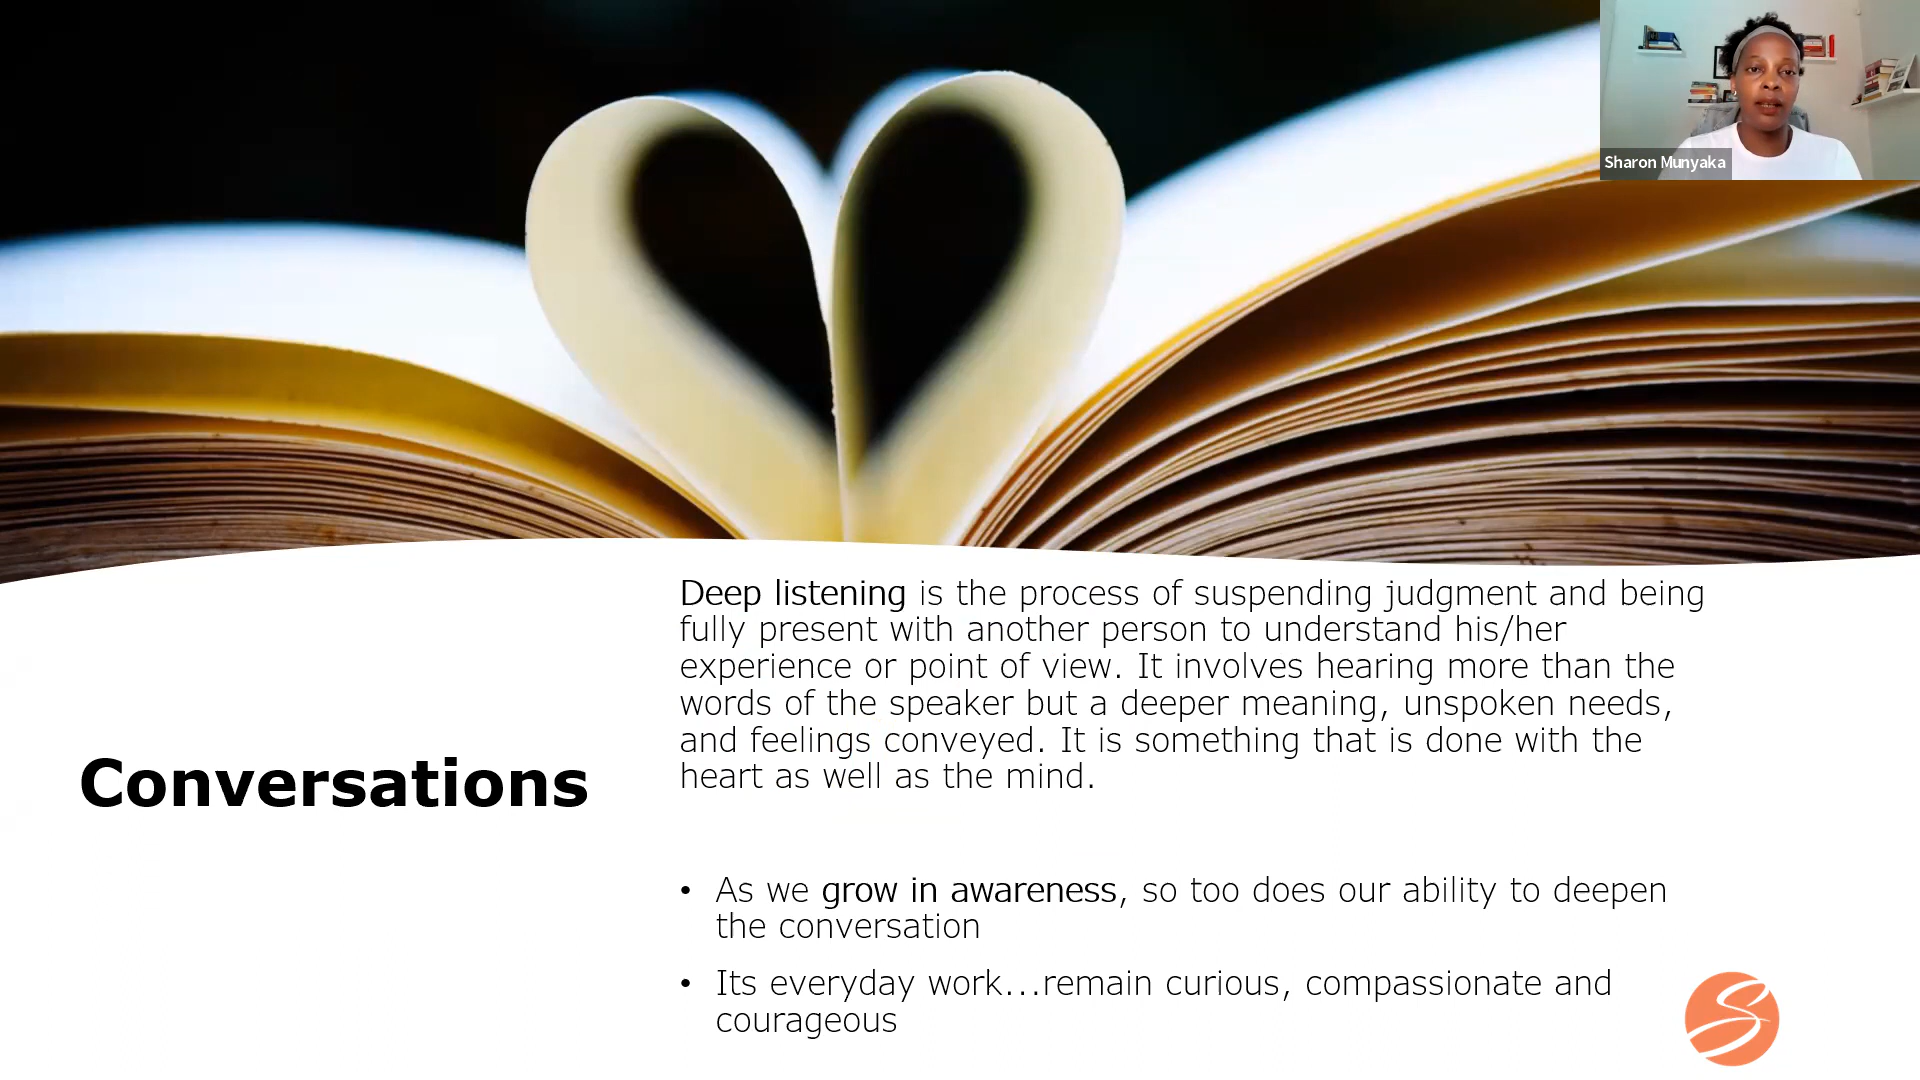 Sharon Munyaka
Deep listening is the process of suspending judgment and being
fully present with another person to understand his/her
experience or point of view. It involves hearing more than the
words of the speaker but a deeper meaning, unspoken needs,
and feelings conveyed. It is something that is done with the
heart as well as the mind.
Conversations
• As we grow in awareness, so too does our ability to deepen
the conversation
• Its everyday work...remain curious, compassionate and
courageous